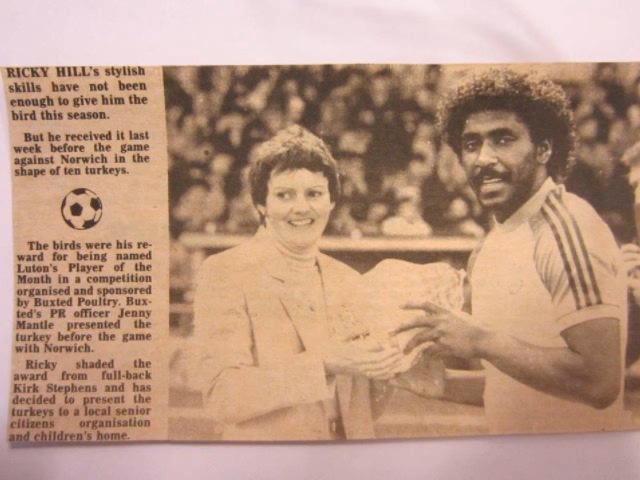 RICKY HILL's stylish
skills have not been
enough to give him the
bird this season.
But he received it last
week before the game
against Norwich in the
shape of ten turkeys.
The birds were his re-
ward for being named
Luton's Player of the
Month in a competition
organised and sponsored
by Buxted Poultry. Bux-
ted's PR officer Jenny
Mantle presented the
turkey before the game
with Norwich.
Ricky shaded the
award from full-back
Kirk Stephens and has
decided to present the
turkeys to a local senior
citizens organisation
and children's home.